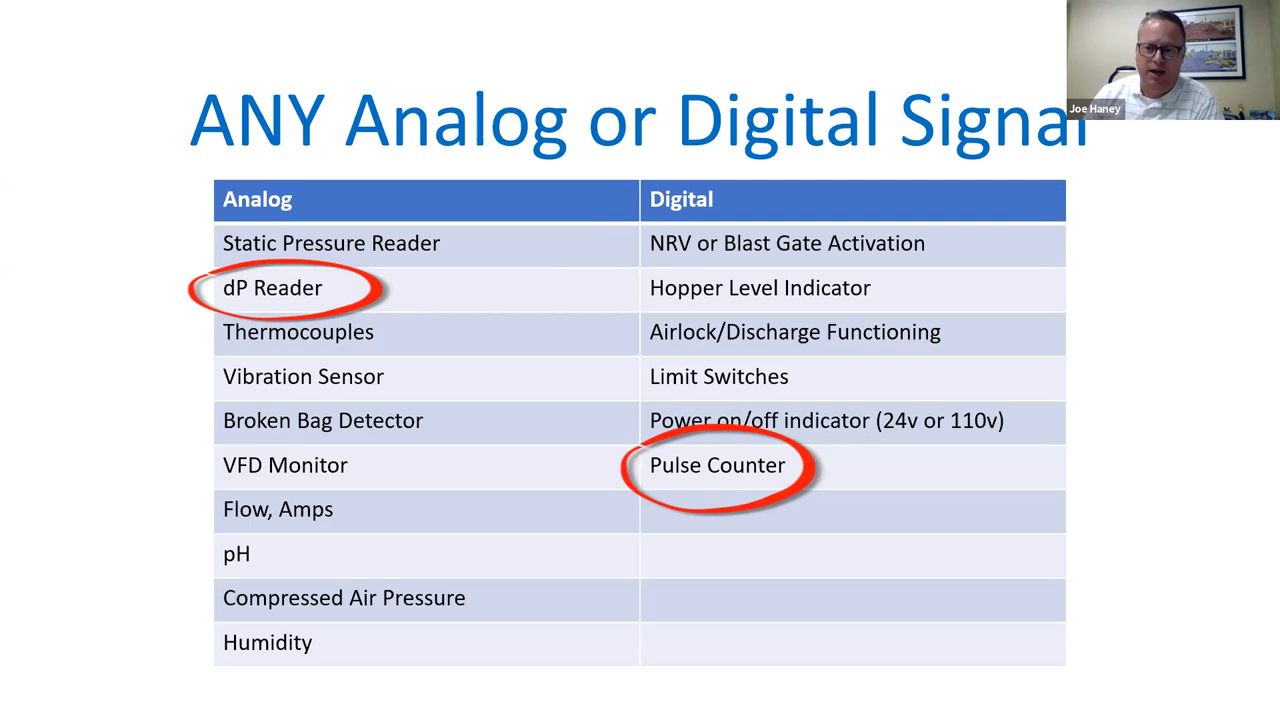 Joe Haney
ANY Analog or Digital Signal
Analog
Digital
Static Pressure Reader
NRV or Blast Gate Activation
dP Reader
Hopper Level Indicator
Thermocouples
Airlock/Discharge Functioning
Vibration Sensor
Limit Switches
Broken Bag Detector
Power on/off indicator (24v or 110v)
VFD Monitor
Pulse Counter
Flow, Amps
pH
Compressed Air Pressure
Humidity